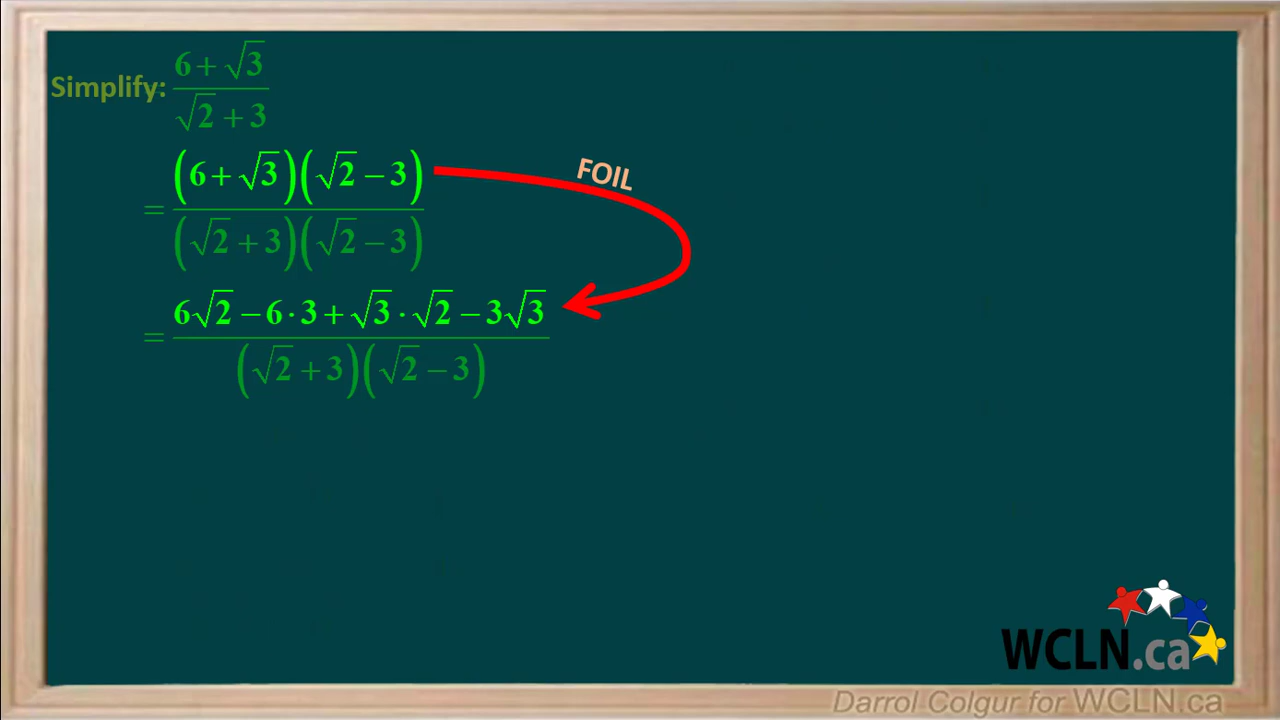 Simplify: (6 + √3)/(√2 + 3)
= ((6 + √3)(√2 − 3))/((√2 + 3)(√2 − 3))
FOIL
= (6√2 − 6·3 + √3·√2 − 3√3)/((√2 + 3)(√2 − 3))
WCLN.ca
Darrol Colgur for WCLN.ca